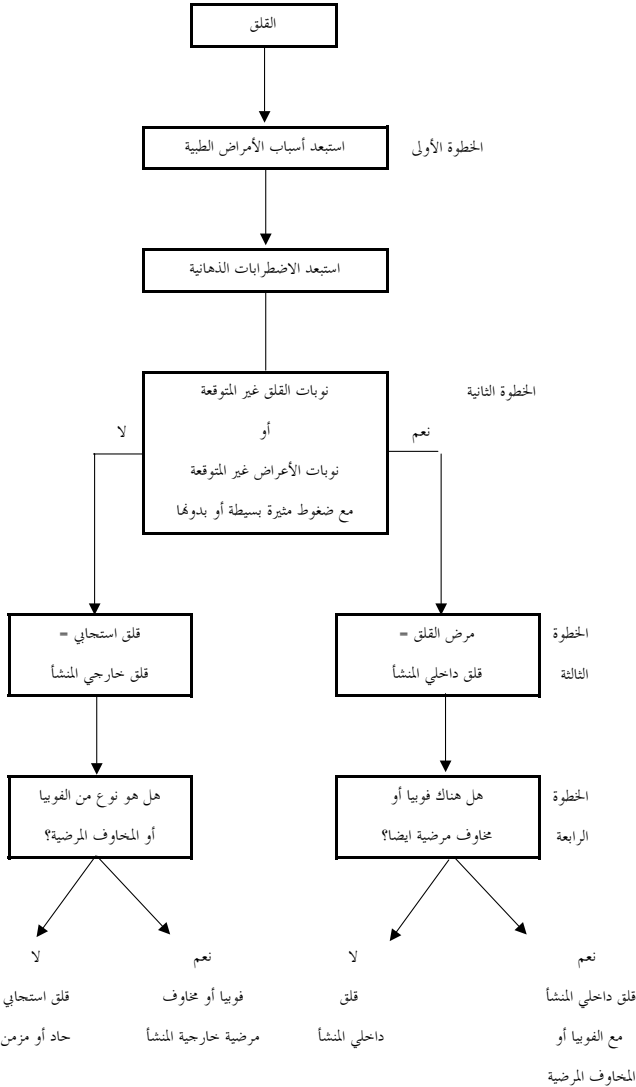 القلق
الخطوة الأولى
استبعد أسباب الأمراض الطبية
استبعد الاضطرابات الذهانية
الخطوة الثانية
نوبات القلق غير المتوقعة
نعم
أو
لا
نوبات الأعراض غير المتوقعة
مع ضغوط مثيرة بسيطة أو بدونها
الخطوة
الثالثة
مرض القلق =
قلق داخلي المنشأ
قلق استجابي =
قلق خارجي المنشأ
الخطوة
الرابعة
هل هناك فوبيا أو
مخاوف مرضية ايضا؟
هل هو نوع من الفوبيا
أو المخاوف المرضية؟
نعم
قلق داخلي المنشأ
مع الفوبيا أو
المخاوف المرضية
لا
قلق
داخلي المنشأ
نعم
فوبيا أو مخاوف
مرضية خارجية المنشأ
لا
قلق استجابي
حاد أو مزمن